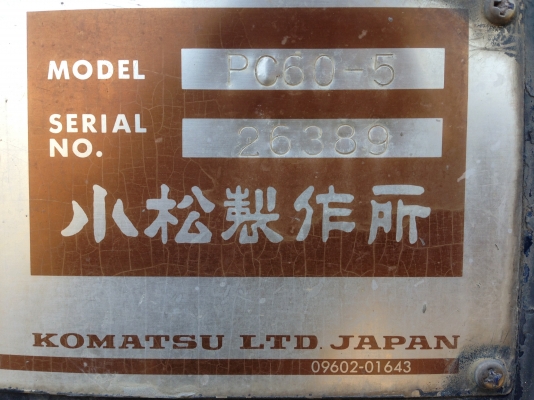 MODEL PC60-5
SERIAL NO. 26389
小松製作所
KOMATSU LTD. JAPAN
09602-01643